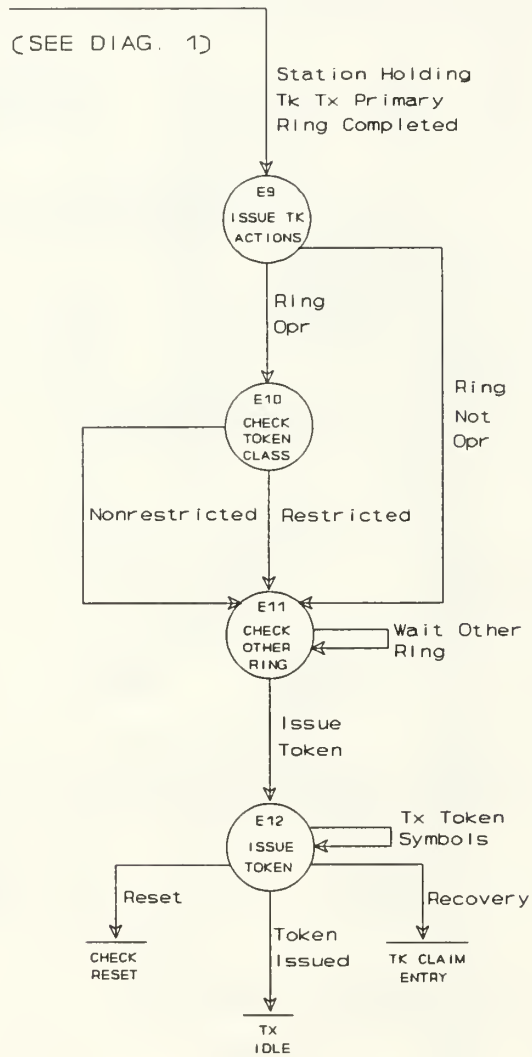 (SEE DIAG. 1)
Station Holding
Tk Tx Primary
Ring Completed
E9
ISSUE TK
ACTIONS
Ring
Opr
Ring
Not
Opr
E10
CHECK
TOKEN
CLASS
Nonrestricted
Restricted
E11
CHECK
OTHER
RING
Wait Other
Ring
Issue
Token
E12
ISSUE
TOKEN
Tx Token
Symbols
Reset
Recovery
Token
Issued
CHECK
RESET
TK CLAIM
ENTRY
TX
IDLE